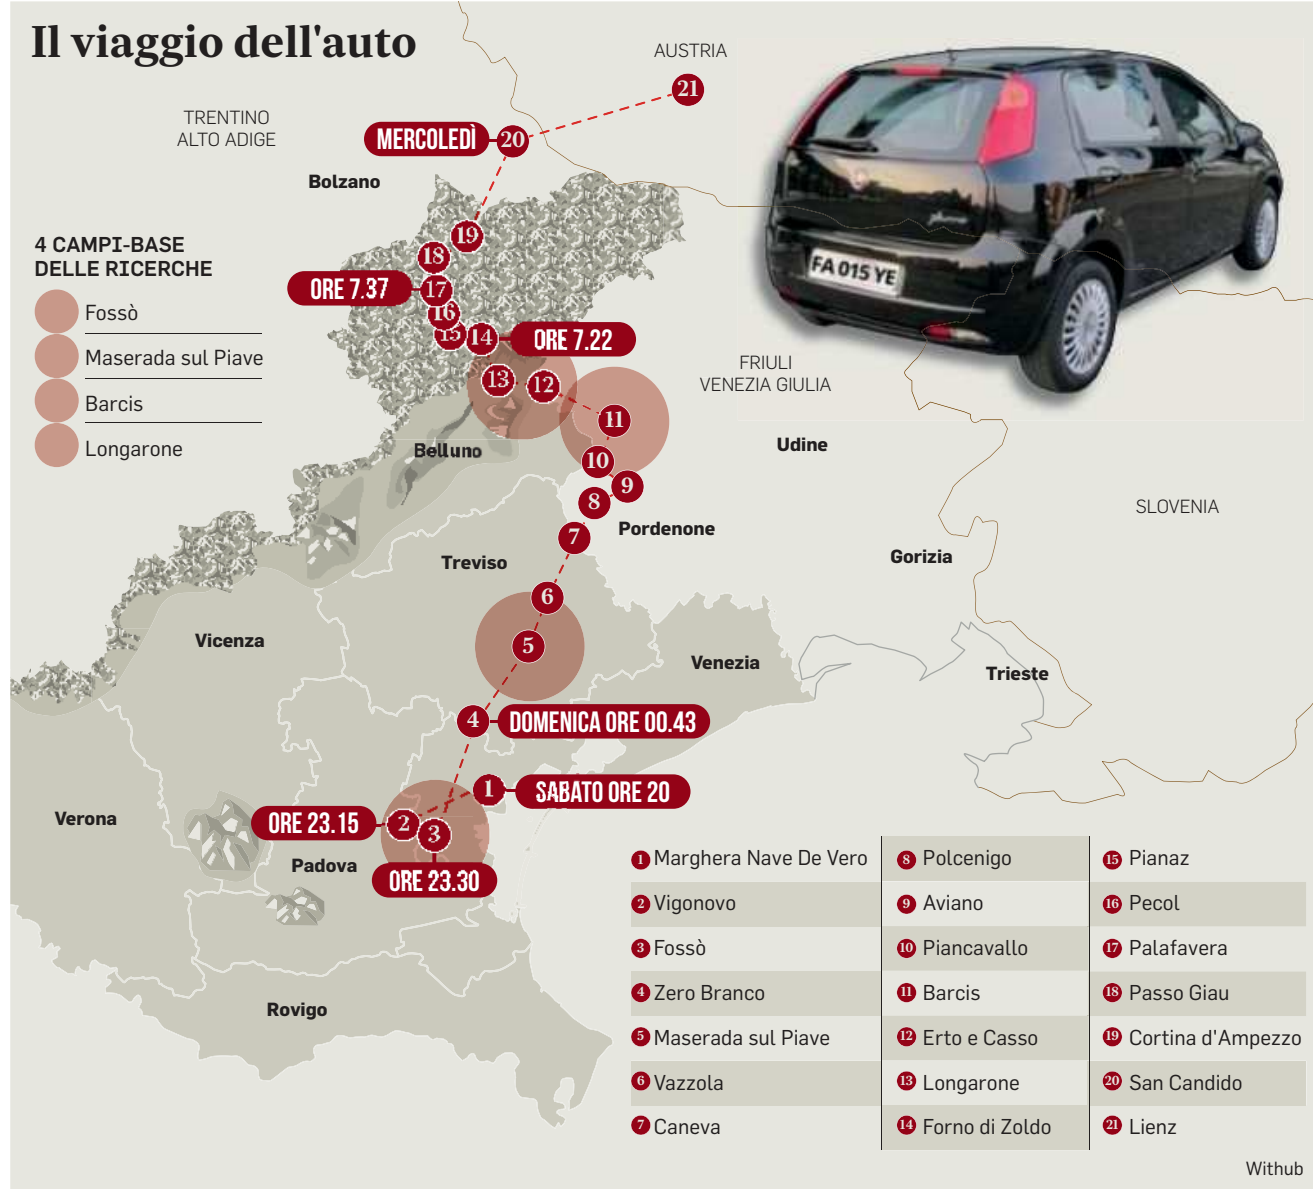 Il viaggio dell'auto
AUSTRIA
21
TRENTINO
ALTO ADIGE
MERCOLEDÌ
20
Bolzano
19
18
4 CAMPI-BASE
DELLE RICERCHE
Fossò
Maserada sul Piave
Barcis
Longarone
ORE 7.37
17
16
15
14
ORE 7.22
13
12
11
10
9
8
7
6
5
4
DOMENICA ORE 00.43
1
SABATO ORE 20
ORE 23.15
2
3
ORE 23.30
FA 015 YE
FRIULI
VENEZIA GIULIA
Udine
SLOVENIA
Belluno
Pordenone
Gorizia
Treviso
Vicenza
Venezia
Trieste
Verona
Padova
Rovigo
1 Marghera Nave De Vero
2 Vigonovo
3 Fossò
4 Zero Branco
5 Maserada sul Piave
6 Vazzola
7 Caneva
8 Polcenigo
9 Aviano
10 Piancavallo
11 Barcis
12 Erto e Casso
13 Longarone
14 Forno di Zoldo
15 Pianaz
16 Pecol
17 Palafavera
18 Passo Giau
19 Cortina d'Ampezzo
20 San Candido
21 Lienz
Withub